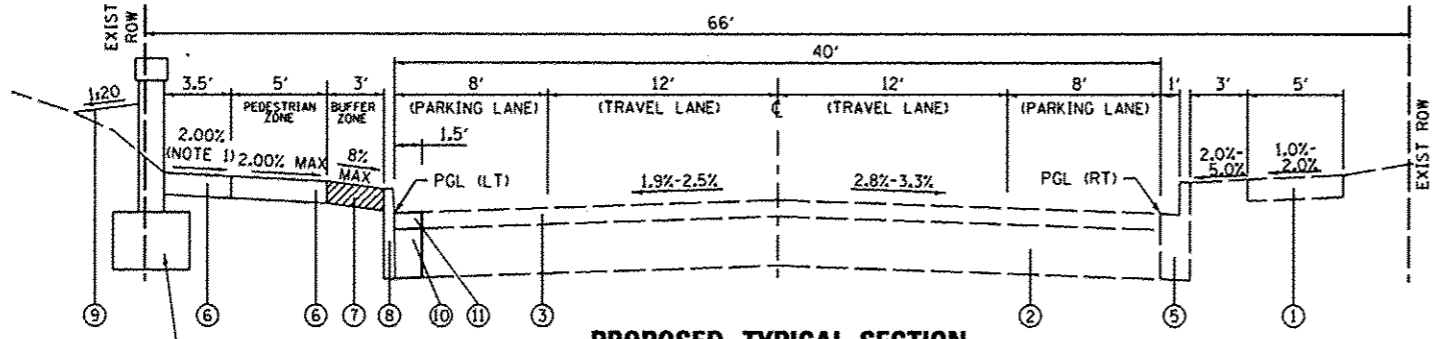 EXIST
ROW
66'
40'
3.5'
5'
3'
8'
12'
12'
8'
1'
3'
5'
PEDESTRIAN
ZONE
BUFFER
ZONE
(PARKING LANE)
(TRAVEL LANE)
℄
(TRAVEL LANE)
(PARKING LANE)
1:20
1.5'
2.00%
(NOTE 1)
2.00% MAX
8%
MAX
PGL (LT)
1.9%-2.5%
2.8%-3.3%
PGL (RT)
2.0%-
5.0%
1.0%-
2.0%
EXIST ROW
9
6
6
7
8
10
11
3
2
5
1
PROPOSED TYPICAL SECTION